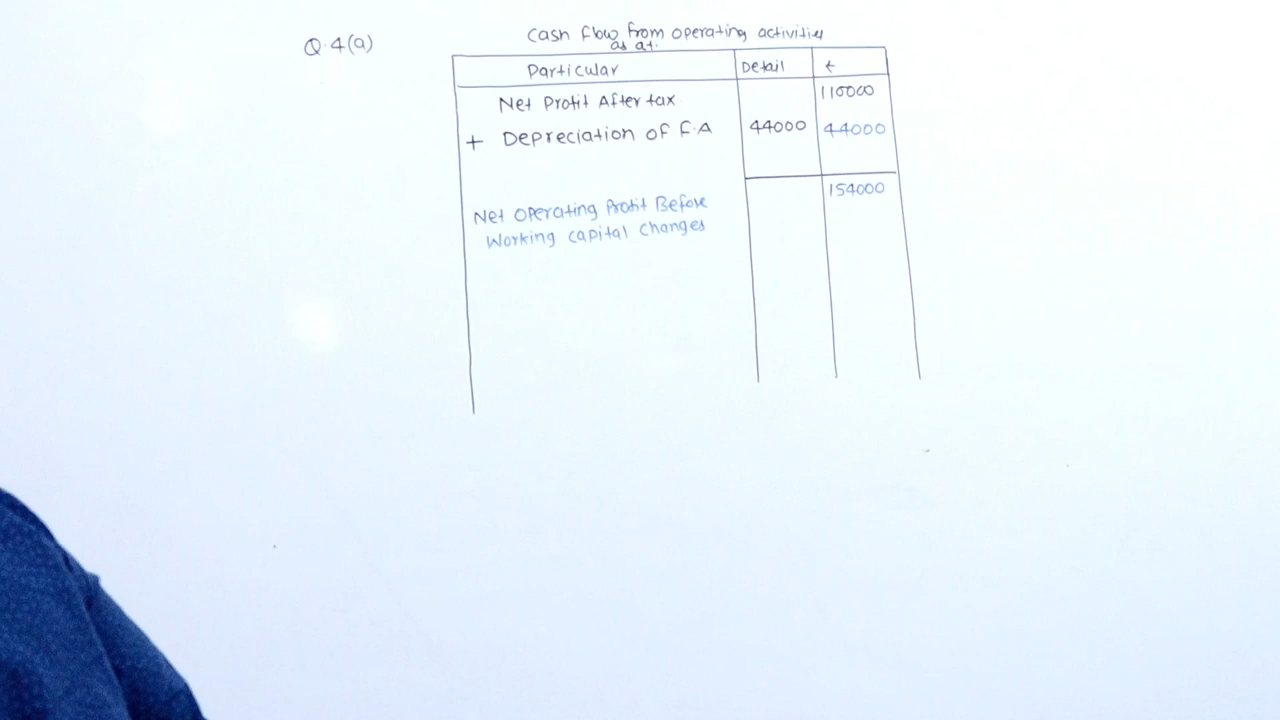 Q.4(a)
Cash flow from operating activities
as at.
Particular Detail ₹
Net Profit After tax 110000
+ Depreciation of F.A 44000 44000
154000
Net Operating Profit Before
Working capital changes